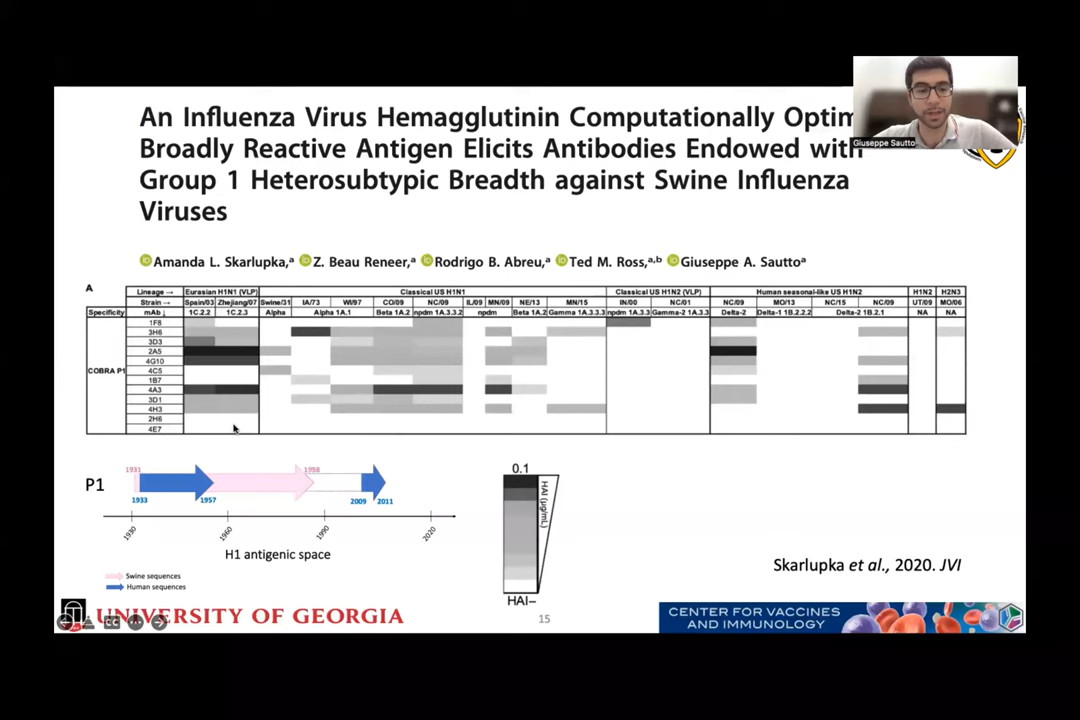 An Influenza Virus Hemagglutinin Computationally Optim
Broadly Reactive Antigen Elicits Antibodies Endowed with
Group 1 Heterosubtypic Breadth against Swine Influenza
Viruses
Giuseppe Sautto
Amanda L. Skarlupka,a Z. Beau Reneer,a Rodrigo B. Abreu,a Ted M. Ross,a,b Giuseppe A. Sauttoa
A
Lineage → Eurasian H1N1 (VLP) Classical US H1N1 Classical US H1N2 (VLP) Human seasonal-like US H1N2 H1N2 H2N3
Strain → Spain/03 Zhejiang/07 Swine/31 IA/73 WI/97 CO/09 NC/09 IL/09 MN/09 NE/13 MN/15 IN/00 NC/01 NC/09 MO/13 NC/15 NC/09 UT/09 MO/06
Specificity mAb ↓ 1C.2.2 1C.2.3 Alpha Alpha 1A.1 Beta 1A.2 npdm 1A.3.3.2 npdm Beta 1A.2 Gamma 1A.3.3.3 npdm 1A.3.3 Gamma-2 1A.3.3 Delta-2 Delta-1 1B.2.2.2 Delta-2 1B.2.1 NA NA
COBRA P1
1F8
3H6
3D3
2A5
4G10
4C5
1B7
4A3
3D1
4H3
2H6
4E7
P1
1931
1998
1933
1957
2009
2011
1930
1960
1990
2020
H1 antigenic space
Swine sequences
Human sequences
0.1
HAI (µg/mL)
HAI–
Skarlupka et al., 2020. JVI
UNIVERSITY OF GEORGIA
15
CENTER FOR VACCINES
AND IMMUNOLOGY